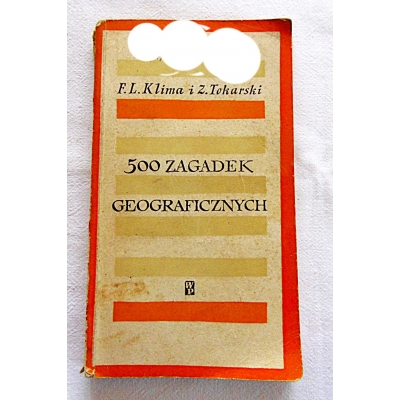 F.L.Klima i Z.Tokarski
500 ZAGADEK
GEOGRAFICZNYCH
WP